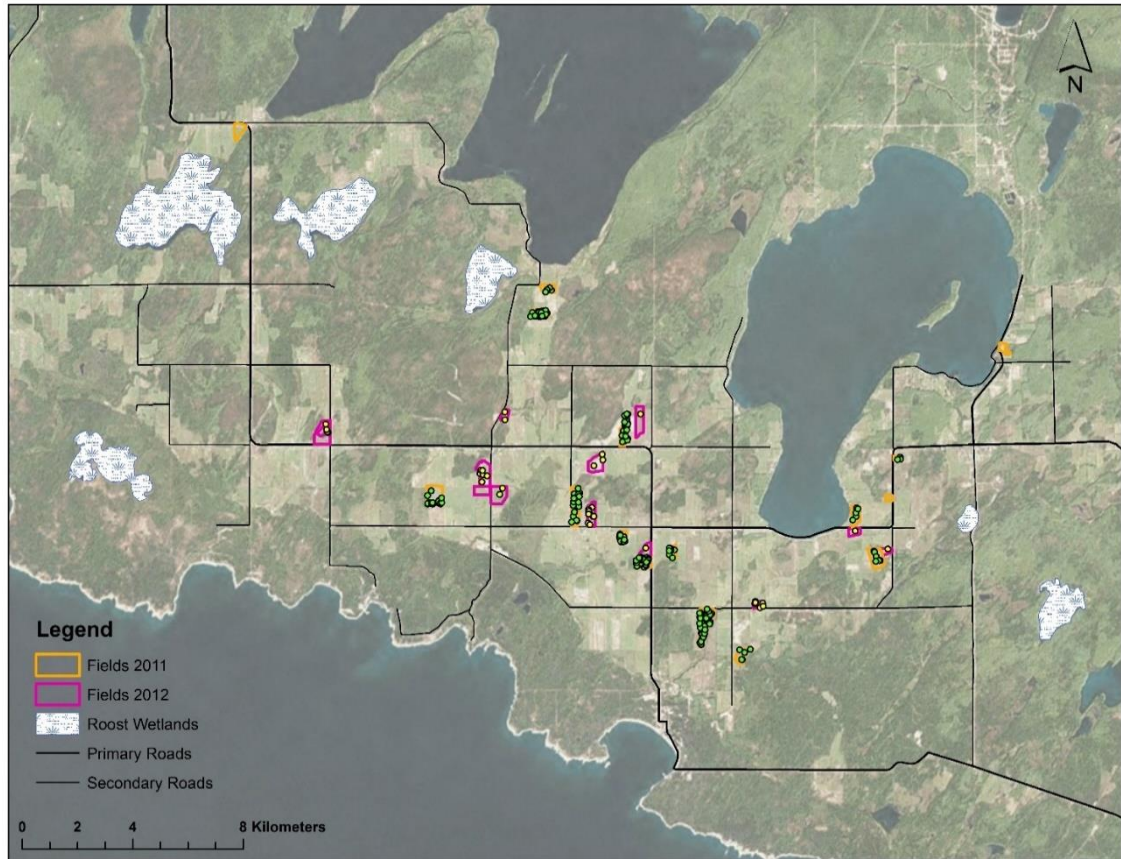 N
Legend
Fields 2011
Fields 2012
Roost Wetlands
Primary Roads
Secondary Roads
0 2 4 8 Kilometers